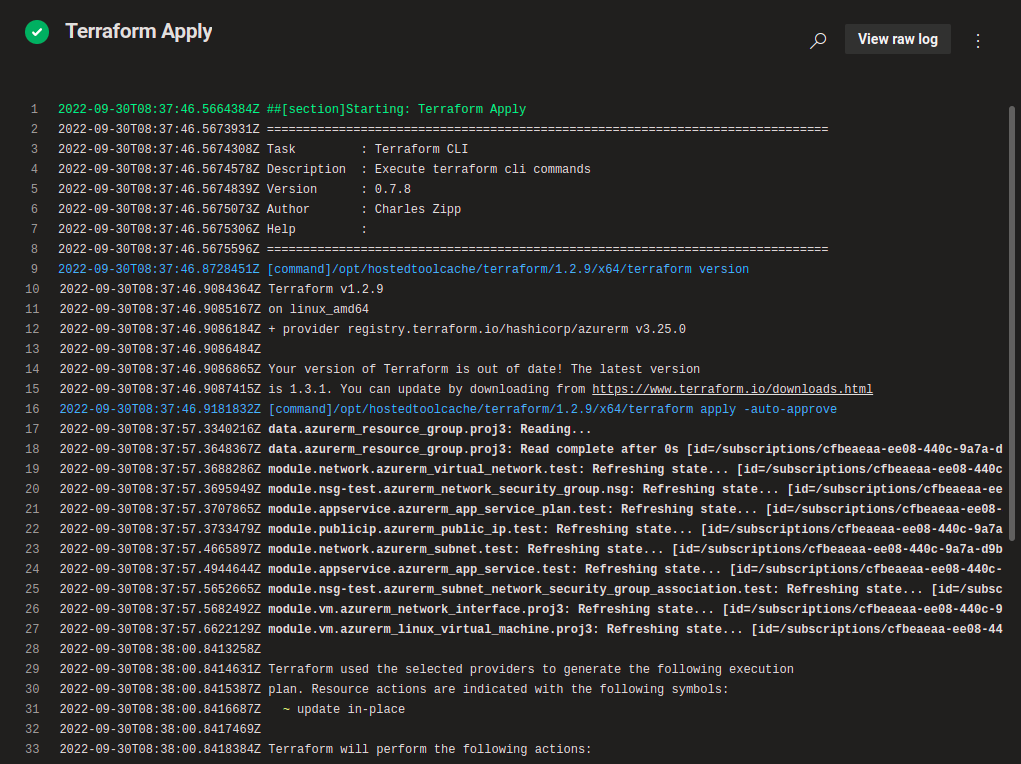 Terraform Apply
View raw log
1 2022-09-30T08:37:46.5664384Z ##[section]Starting: Terraform Apply
2 2022-09-30T08:37:46.5673931Z ==============================================================================
3 2022-09-30T08:37:46.5674308Z Task         : Terraform CLI
4 2022-09-30T08:37:46.5674578Z Description  : Execute terraform cli commands
5 2022-09-30T08:37:46.5674839Z Version      : 0.7.8
6 2022-09-30T08:37:46.5675073Z Author       : Charles Zipp
7 2022-09-30T08:37:46.5675306Z Help         :
8 2022-09-30T08:37:46.5675596Z ==============================================================================
9 2022-09-30T08:37:46.8728451Z [command]/opt/hostedtoolcache/terraform/1.2.9/x64/terraform version
10 2022-09-30T08:37:46.9084364Z Terraform v1.2.9
11 2022-09-30T08:37:46.9085167Z on linux_amd64
12 2022-09-30T08:37:46.9086184Z + provider registry.terraform.io/hashicorp/azurerm v3.25.0
13 2022-09-30T08:37:46.9086484Z
14 2022-09-30T08:37:46.9086865Z Your version of Terraform is out of date! The latest version
15 2022-09-30T08:37:46.9087415Z is 1.3.1. You can update by downloading from https://www.terraform.io/downloads.html
16 2022-09-30T08:37:46.9181832Z [command]/opt/hostedtoolcache/terraform/1.2.9/x64/terraform apply -auto-approve
17 2022-09-30T08:37:57.3340216Z data.azurerm_resource_group.proj3: Reading...
18 2022-09-30T08:37:57.3648367Z data.azurerm_resource_group.proj3: Read complete after 0s [id=/subscriptions/cfbeaeaa-ee08-440c-9a7a-d
19 2022-09-30T08:37:57.3688286Z module.network.azurerm_virtual_network.test: Refreshing state... [id=/subscriptions/cfbeaeaa-ee08-440c
20 2022-09-30T08:37:57.3695949Z module.nsg-test.azurerm_network_security_group.nsg: Refreshing state... [id=/subscriptions/cfbeaeaa-ee
21 2022-09-30T08:37:57.3707865Z module.appservice.azurerm_app_service_plan.test: Refreshing state... [id=/subscriptions/cfbeaeaa-ee08-
22 2022-09-30T08:37:57.3733479Z module.publicip.azurerm_public_ip.test: Refreshing state... [id=/subscriptions/cfbeaeaa-ee08-440c-9a7a
23 2022-09-30T08:37:57.4665897Z module.network.azurerm_subnet.test: Refreshing state... [id=/subscriptions/cfbeaeaa-ee08-440c-9a7a-d9b
24 2022-09-30T08:37:57.4944644Z module.appservice.azurerm_app_service.test: Refreshing state... [id=/subscriptions/cfbeaeaa-ee08-440c-
25 2022-09-30T08:37:57.5652665Z module.nsg-test.azurerm_subnet_network_security_group_association.test: Refreshing state... [id=/subsc
26 2022-09-30T08:37:57.5682492Z module.vm.azurerm_network_interface.proj3: Refreshing state... [id=/subscriptions/cfbeaeaa-ee08-440c-9
27 2022-09-30T08:37:57.6622129Z module.vm.azurerm_linux_virtual_machine.proj3: Refreshing state... [id=/subscriptions/cfbeaeaa-ee08-44
28 2022-09-30T08:38:00.8413258Z
29 2022-09-30T08:38:00.8414631Z Terraform used the selected providers to generate the following execution
30 2022-09-30T08:38:00.8415387Z plan. Resource actions are indicated with the following symbols:
31 2022-09-30T08:38:00.8416687Z   ~ update in-place
32 2022-09-30T08:38:00.8417469Z
33 2022-09-30T08:38:00.8418384Z Terraform will perform the following actions: